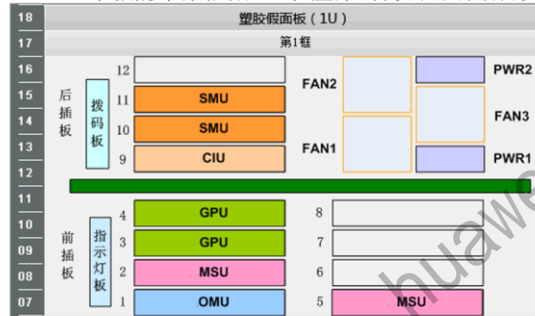 18 塑胶假面板（1U）
17 第1框
16 12 PWR2
FAN2
15 后插板 拨码板 11 SMU
14 10 SMU FAN3
13 9 CIU FAN1 PWR1
12
11 4 GPU 8
10 前插板 指示灯板 3 GPU 7
09
08 2 MSU 6
07 1 OMU 5 MSU
huawe